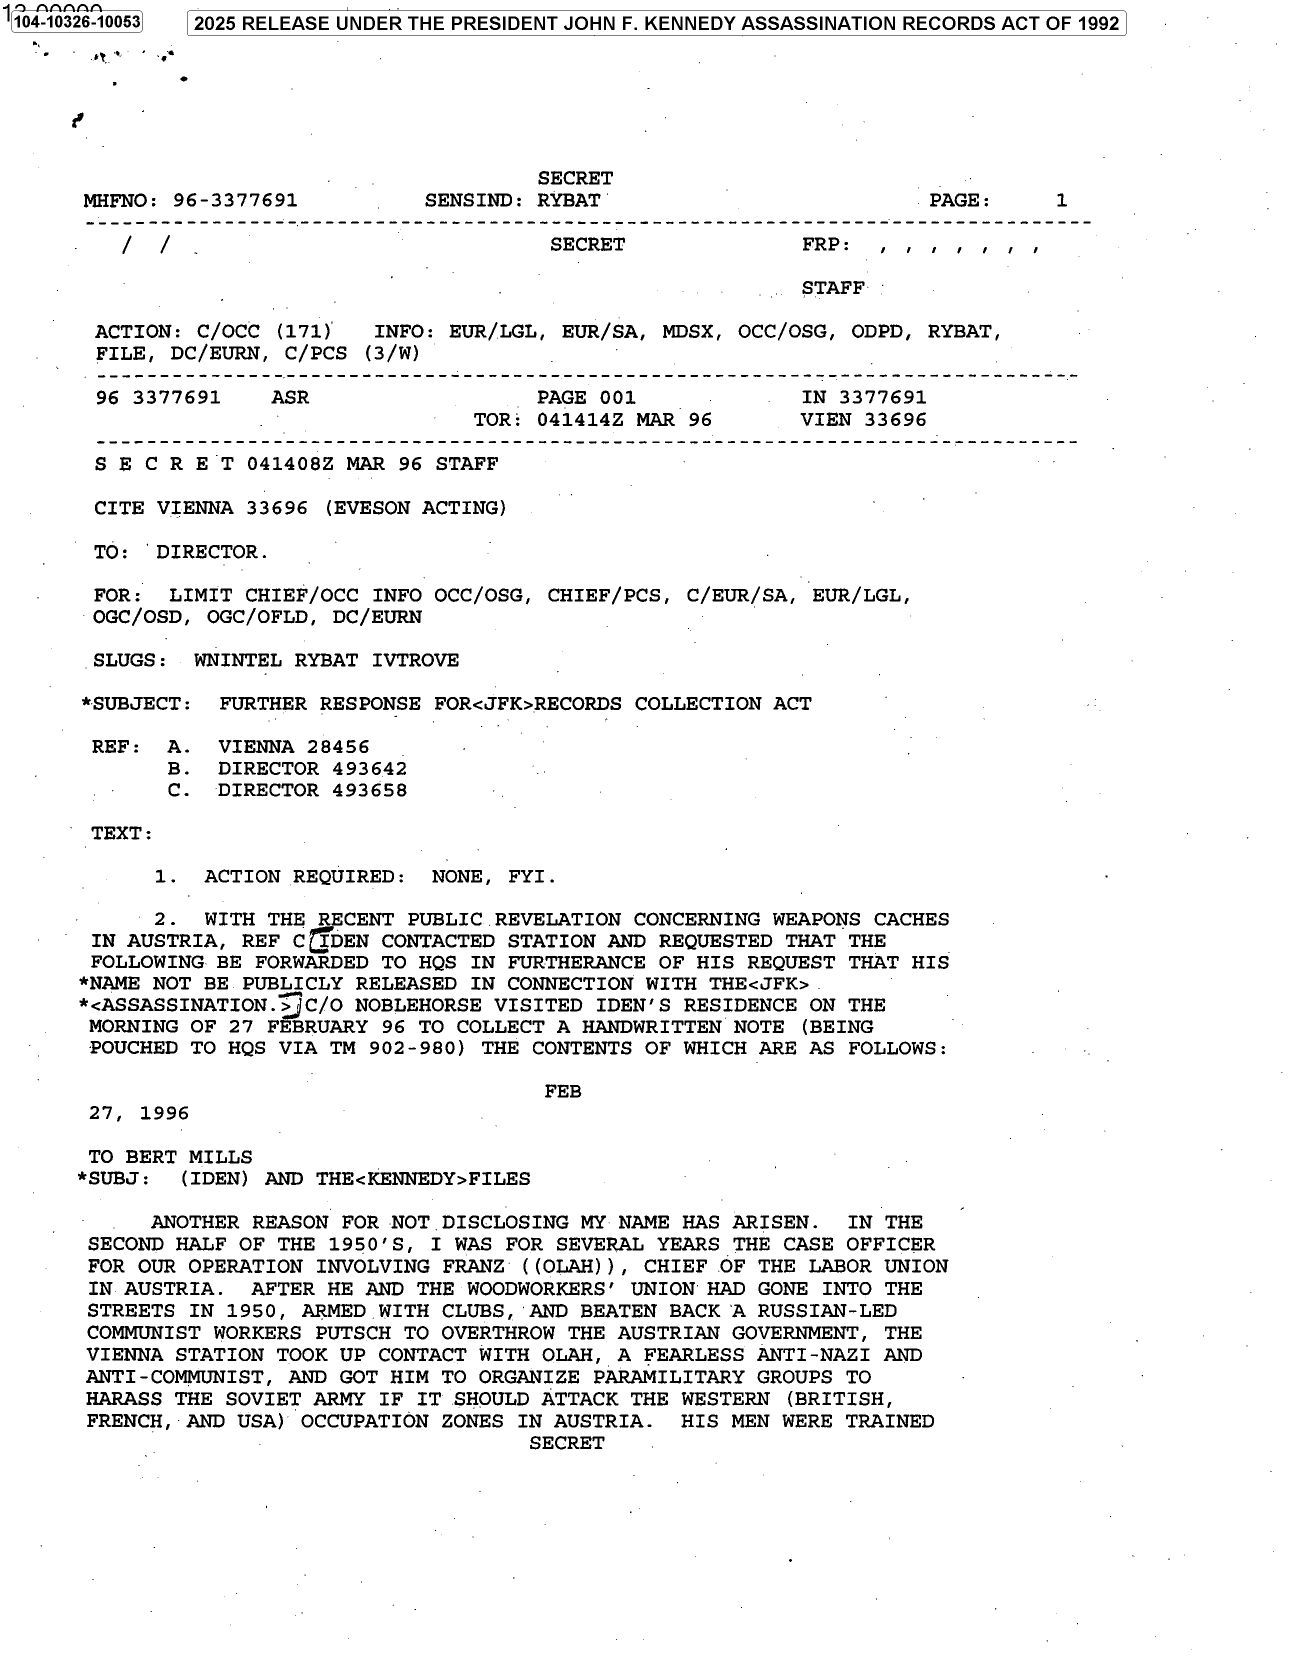 104-10326-10053
2025 RELEASE UNDER THE PRESIDENT JOHN F. KENNEDY ASSASSINATION RECORDS ACT OF 1992
SECRET
MHFNO: 96-3377691 SENSIND: RYBAT PAGE: 1
--------------------------------------------------------------------------------
/ / SECRET FRP: , , , , , , ,
STAFF
ACTION: C/OCC (171) INFO: EUR/LGL, EUR/SA, MDSX, OCC/OSG, ODPD, RYBAT,
FILE, DC/EURN, C/PCS (3/W)
------------------------------------------------------------------------------
96 3377691 ASR PAGE 001 IN 3377691
TOR: 041414Z MAR 96 VIEN 33696
------------------------------------------------------------------------------
S E C R E T 041408Z MAR 96 STAFF
CITE VIENNA 33696 (EVESON ACTING)
TO: DIRECTOR.
FOR: LIMIT CHIEF/OCC INFO OCC/OSG, CHIEF/PCS, C/EUR/SA, EUR/LGL,
OGC/OSD, OGC/OFLD, DC/EURN
SLUGS: WNINTEL RYBAT IVTROVE
*SUBJECT: FURTHER RESPONSE FOR<JFK>RECORDS COLLECTION ACT
REF: A. VIENNA 28456
B. DIRECTOR 493642
C. DIRECTOR 493658
TEXT:
1. ACTION REQUIRED: NONE, FYI.
2. WITH THE RECENT PUBLIC REVELATION CONCERNING WEAPONS CACHES
IN AUSTRIA, REF C IDEN CONTACTED STATION AND REQUESTED THAT THE
FOLLOWING BE FORWARDED TO HQS IN FURTHERANCE OF HIS REQUEST THAT HIS
*NAME NOT BE PUBLICLY RELEASED IN CONNECTION WITH THE<JFK>
*<ASSASSINATION.> C/O NOBLEHORSE VISITED IDEN'S RESIDENCE ON THE
MORNING OF 27 FEBRUARY 96 TO COLLECT A HANDWRITTEN NOTE (BEING
POUCHED TO HQS VIA TM 902-980) THE CONTENTS OF WHICH ARE AS FOLLOWS:
FEB
27, 1996
TO BERT MILLS
*SUBJ: (IDEN) AND THE<KENNEDY>FILES
ANOTHER REASON FOR NOT DISCLOSING MY NAME HAS ARISEN. IN THE
SECOND HALF OF THE 1950'S, I WAS FOR SEVERAL YEARS THE CASE OFFICER
FOR OUR OPERATION INVOLVING FRANZ ((OLAH)), CHIEF OF THE LABOR UNION
IN AUSTRIA. AFTER HE AND THE WOODWORKERS' UNION HAD GONE INTO THE
STREETS IN 1950, ARMED WITH CLUBS, AND BEATEN BACK A RUSSIAN-LED
COMMUNIST WORKERS PUTSCH TO OVERTHROW THE AUSTRIAN GOVERNMENT, THE
VIENNA STATION TOOK UP CONTACT WITH OLAH, A FEARLESS ANTI-NAZI AND
ANTI-COMMUNIST, AND GOT HIM TO ORGANIZE PARAMILITARY GROUPS TO
HARASS THE SOVIET ARMY IF IT SHOULD ATTACK THE WESTERN (BRITISH,
FRENCH, AND USA) OCCUPATION ZONES IN AUSTRIA. HIS MEN WERE TRAINED
SECRET